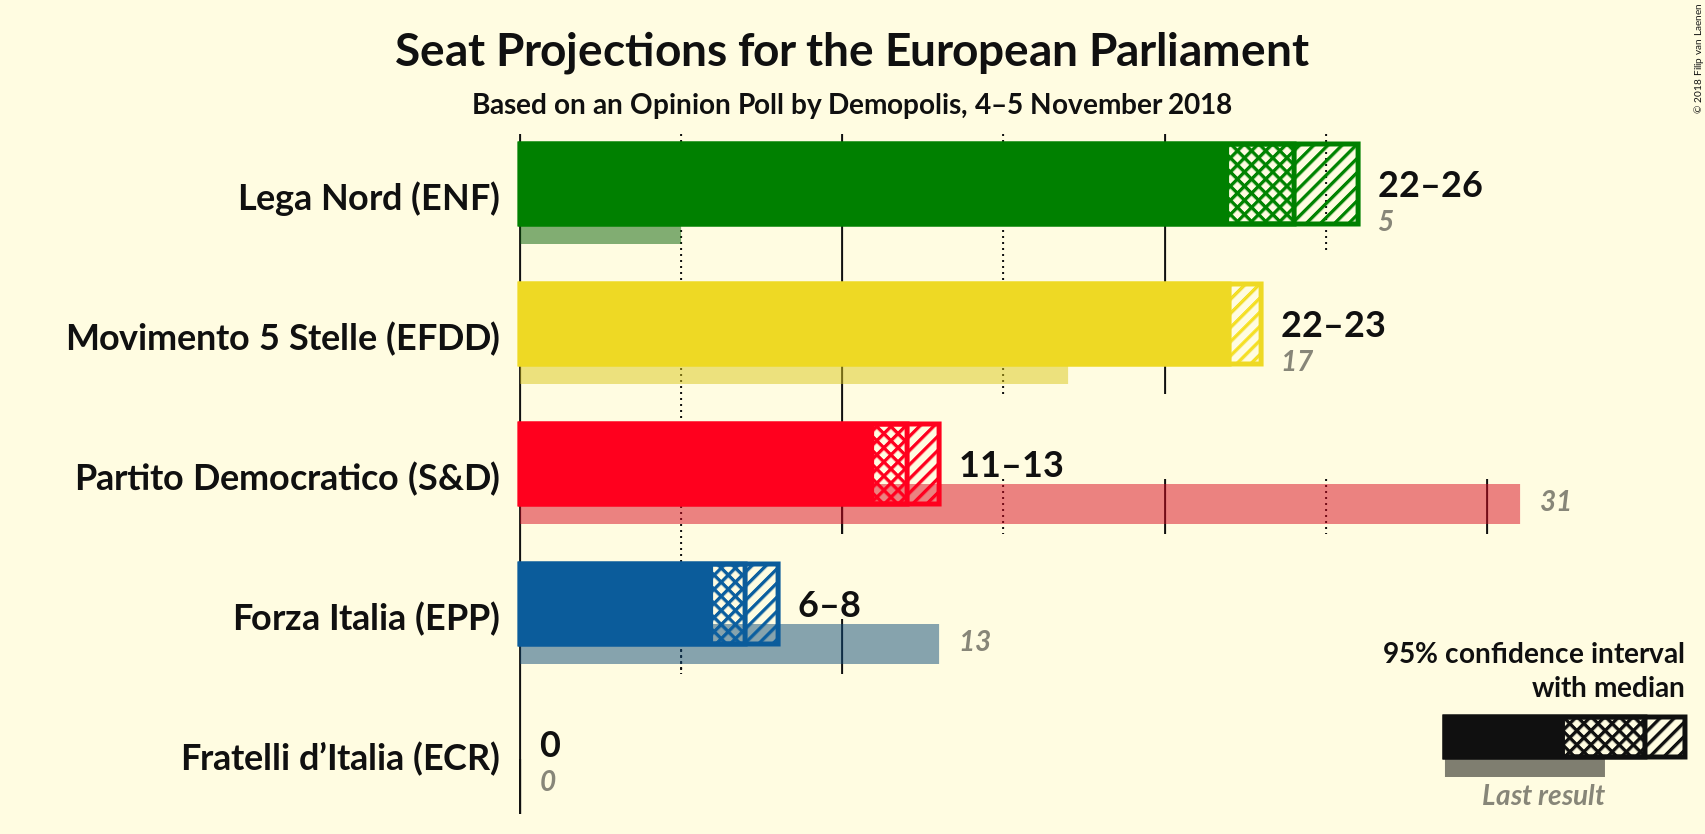 Seat Projections for the European Parliament
Based on an Opinion Poll by Demopolis, 4–5 November 2018
© 2018 Filip van Laenen
Lega Nord (ENF)
22–26
5
Movimento 5 Stelle (EFDD)
22–23
17
Partito Democratico (S&D)
11–13
31
Forza Italia (EPP)
6–8
13
Fratelli d’Italia (ECR)
0
0
95% confidence interval
with median
Last result